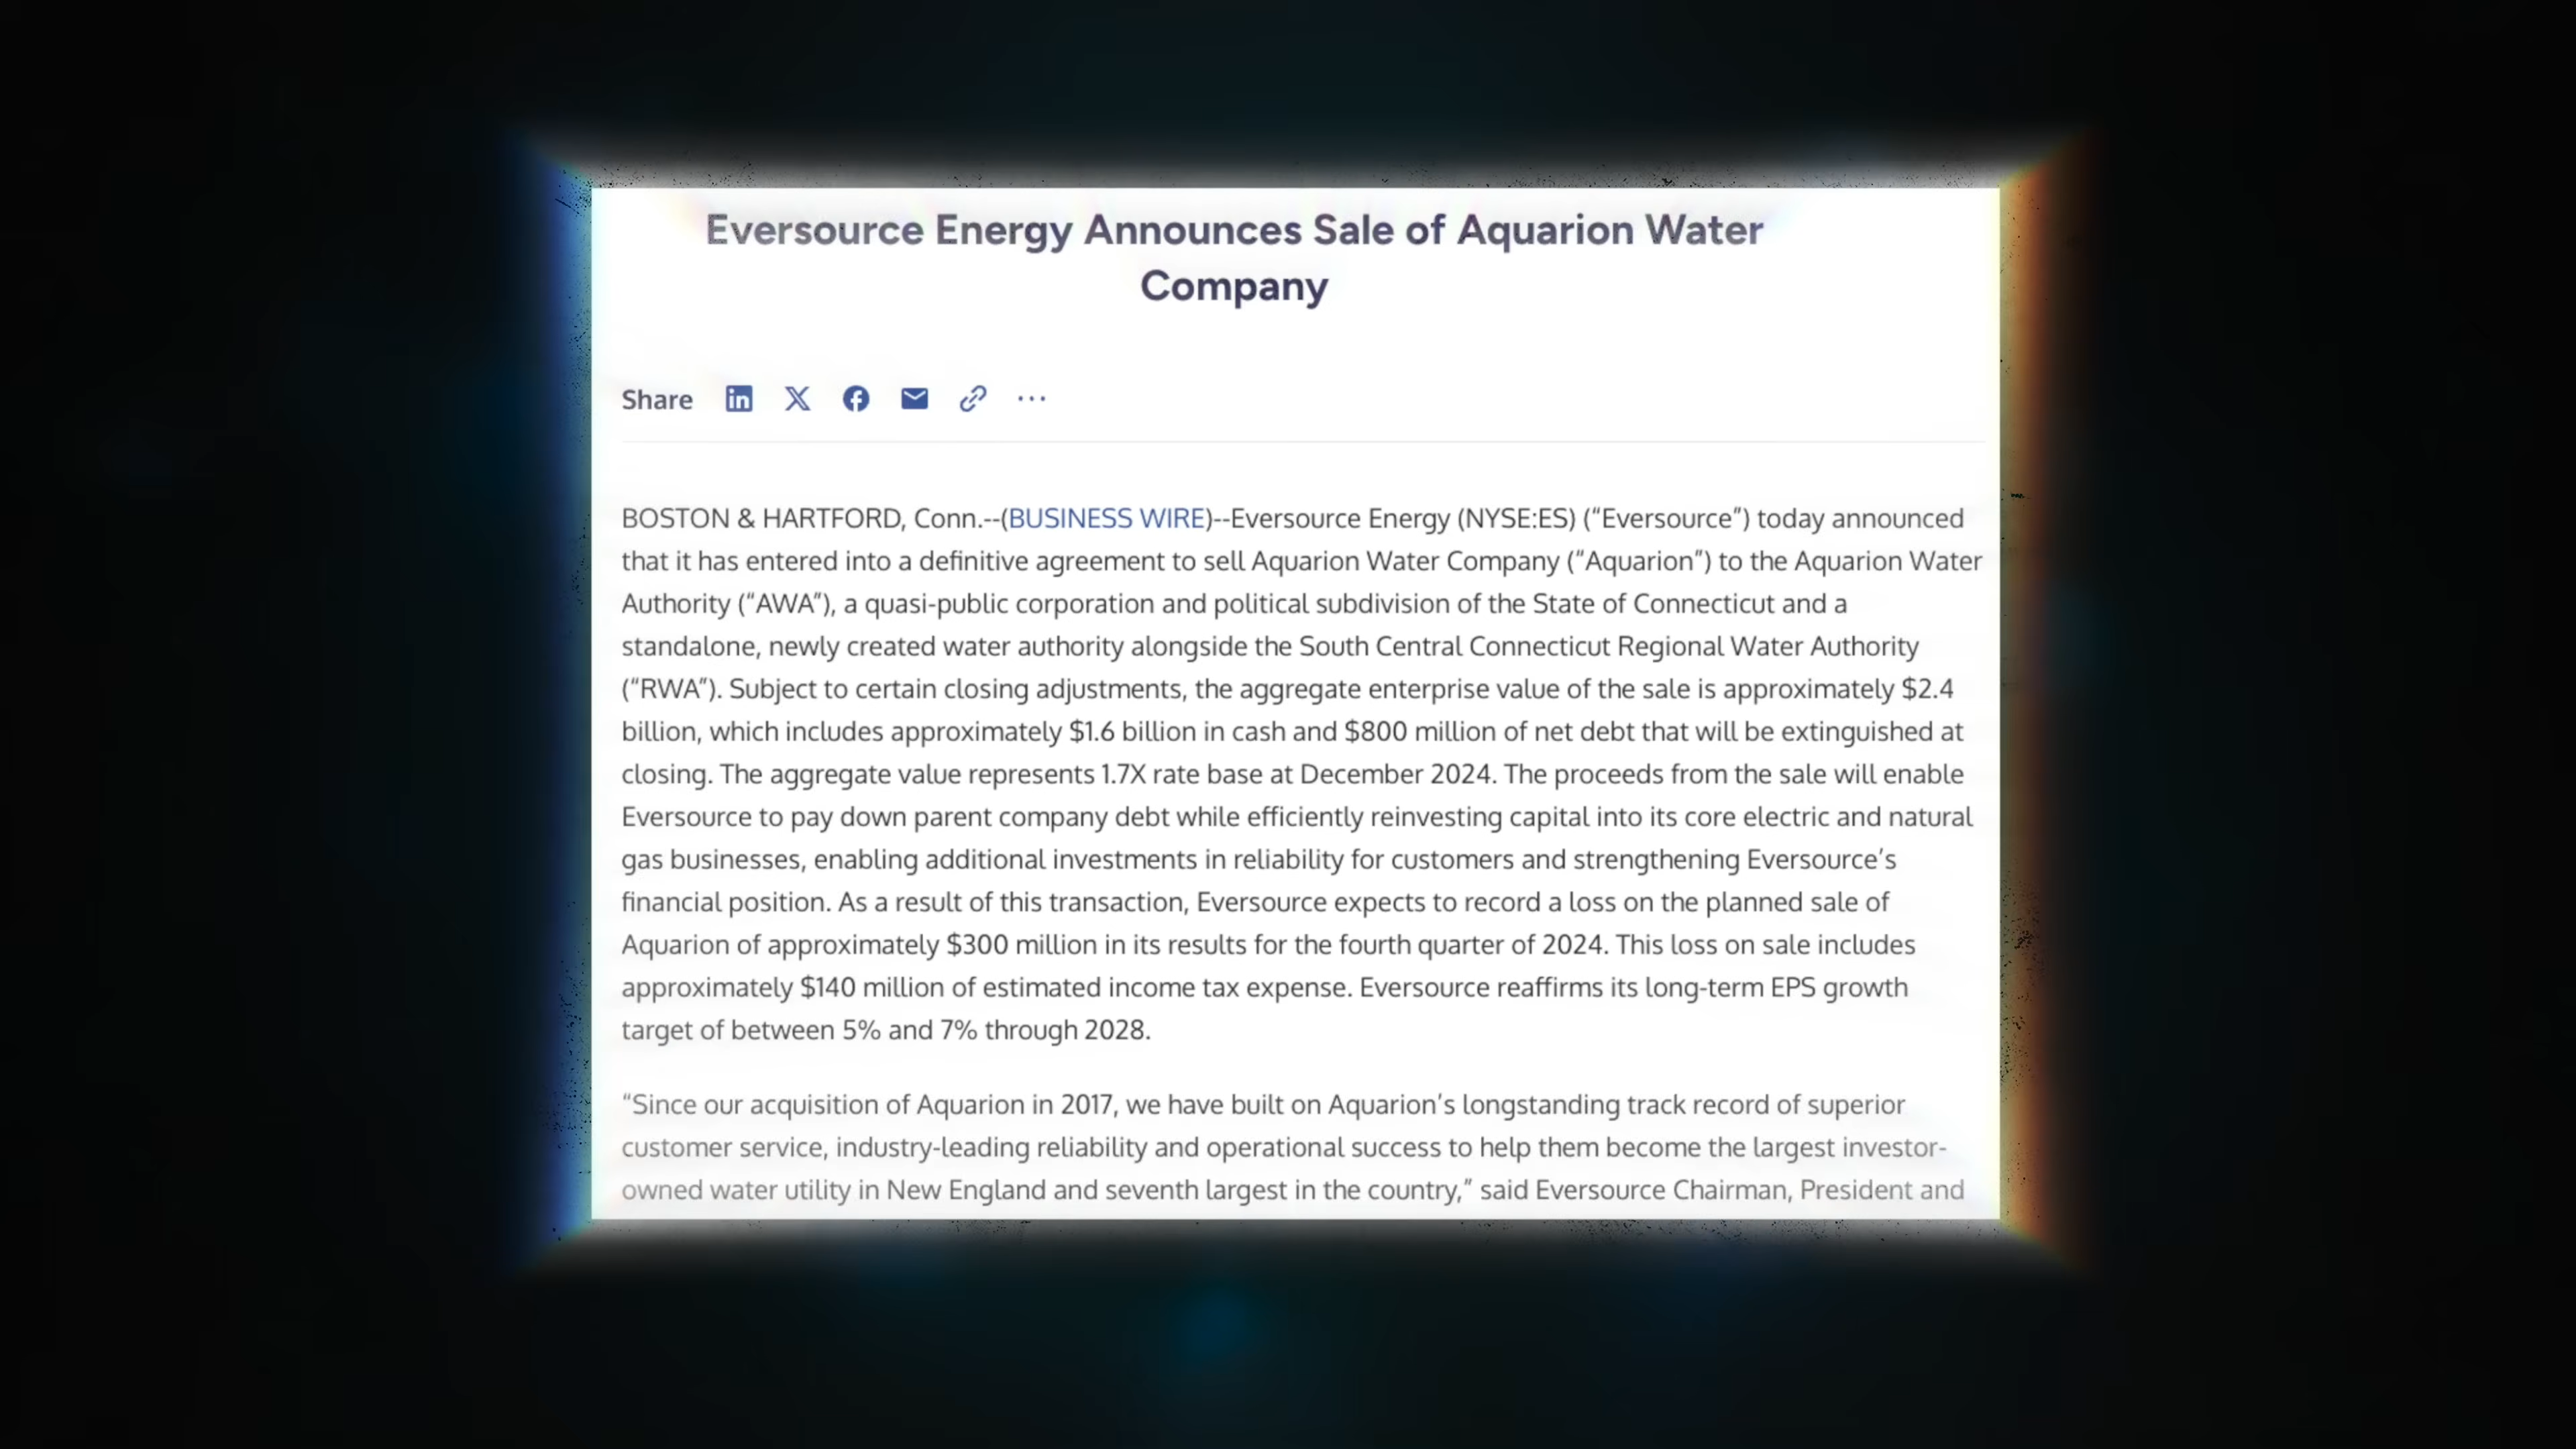 Eversource Energy Announces Sale of Aquarion Water
Company
Share
BOSTON & HARTFORD, Conn.--(BUSINESS WIRE)--Eversource Energy (NYSE:ES) (“Eversource”) today announced
that it has entered into a definitive agreement to sell Aquarion Water Company (“Aquarion”) to the Aquarion Water
Authority (“AWA”), a quasi-public corporation and political subdivision of the State of Connecticut and a
standalone, newly created water authority alongside the South Central Connecticut Regional Water Authority
(“RWA”). Subject to certain closing adjustments, the aggregate enterprise value of the sale is approximately $2.4
billion, which includes approximately $1.6 billion in cash and $800 million of net debt that will be extinguished at
closing. The aggregate value represents 1.7X rate base at December 2024. The proceeds from the sale will enable
Eversource to pay down parent company debt while efficiently reinvesting capital into its core electric and natural
gas businesses, enabling additional investments in reliability for customers and strengthening Eversource’s
financial position. As a result of this transaction, Eversource expects to record a loss on the planned sale of
Aquarion of approximately $300 million in its results for the fourth quarter of 2024. This loss on sale includes
approximately $140 million of estimated income tax expense. Eversource reaffirms its long-term EPS growth
target of between 5% and 7% through 2028.
“Since our acquisition of Aquarion in 2017, we have built on Aquarion’s longstanding track record of superior
customer service, industry-leading reliability and operational success to help them become the largest investor-
owned water utility in New England and seventh largest in the country,” said Eversource Chairman, President and